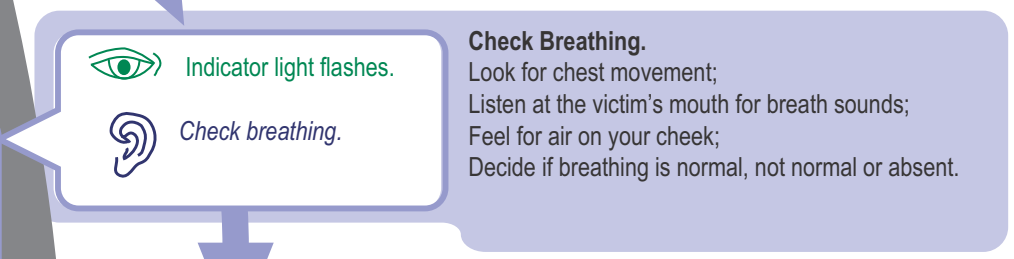 Indicator light flashes.
Check breathing.
Check Breathing.
Look for chest movement;
Listen at the victim’s mouth for breath sounds;
Feel for air on your cheek;
Decide if breathing is normal, not normal or absent.